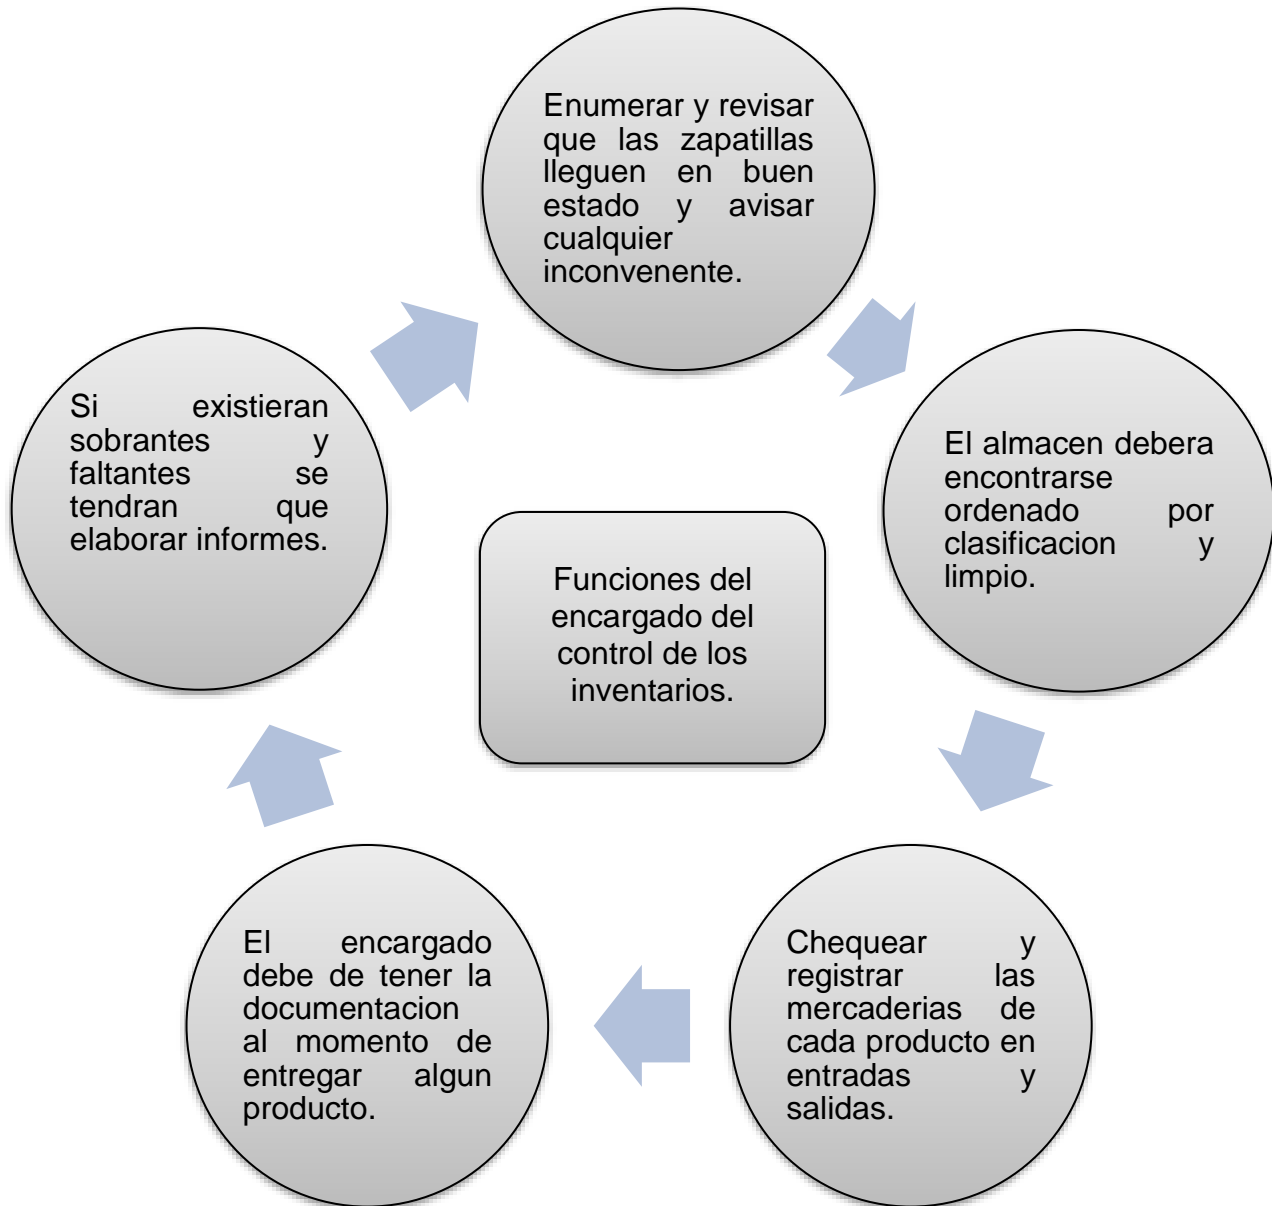 Enumerar y revisar
que las zapatillas
lleguen en buen
estado y avisar
cualquier
inconvenente.
El almacen debera
encontrarse
ordenado por
clasificacion y
limpio.
Chequear y
registrar las
mercaderias de
cada producto en
entradas y
salidas.
El encargado
debe de tener la
documentacion
al momento de
entregar algun
producto.
Si existieran
sobrantes y
faltantes se
tendran que
elaborar informes.
Funciones del
encargado del
control de los
inventarios.